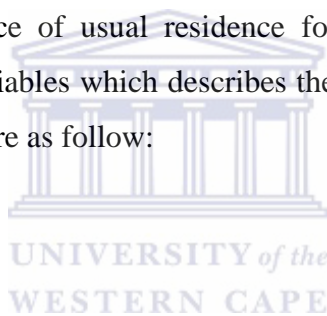 ce of usual residence fo
iables which describes the
re as follow:
UNIVERSITY of the
WESTERN CAPE